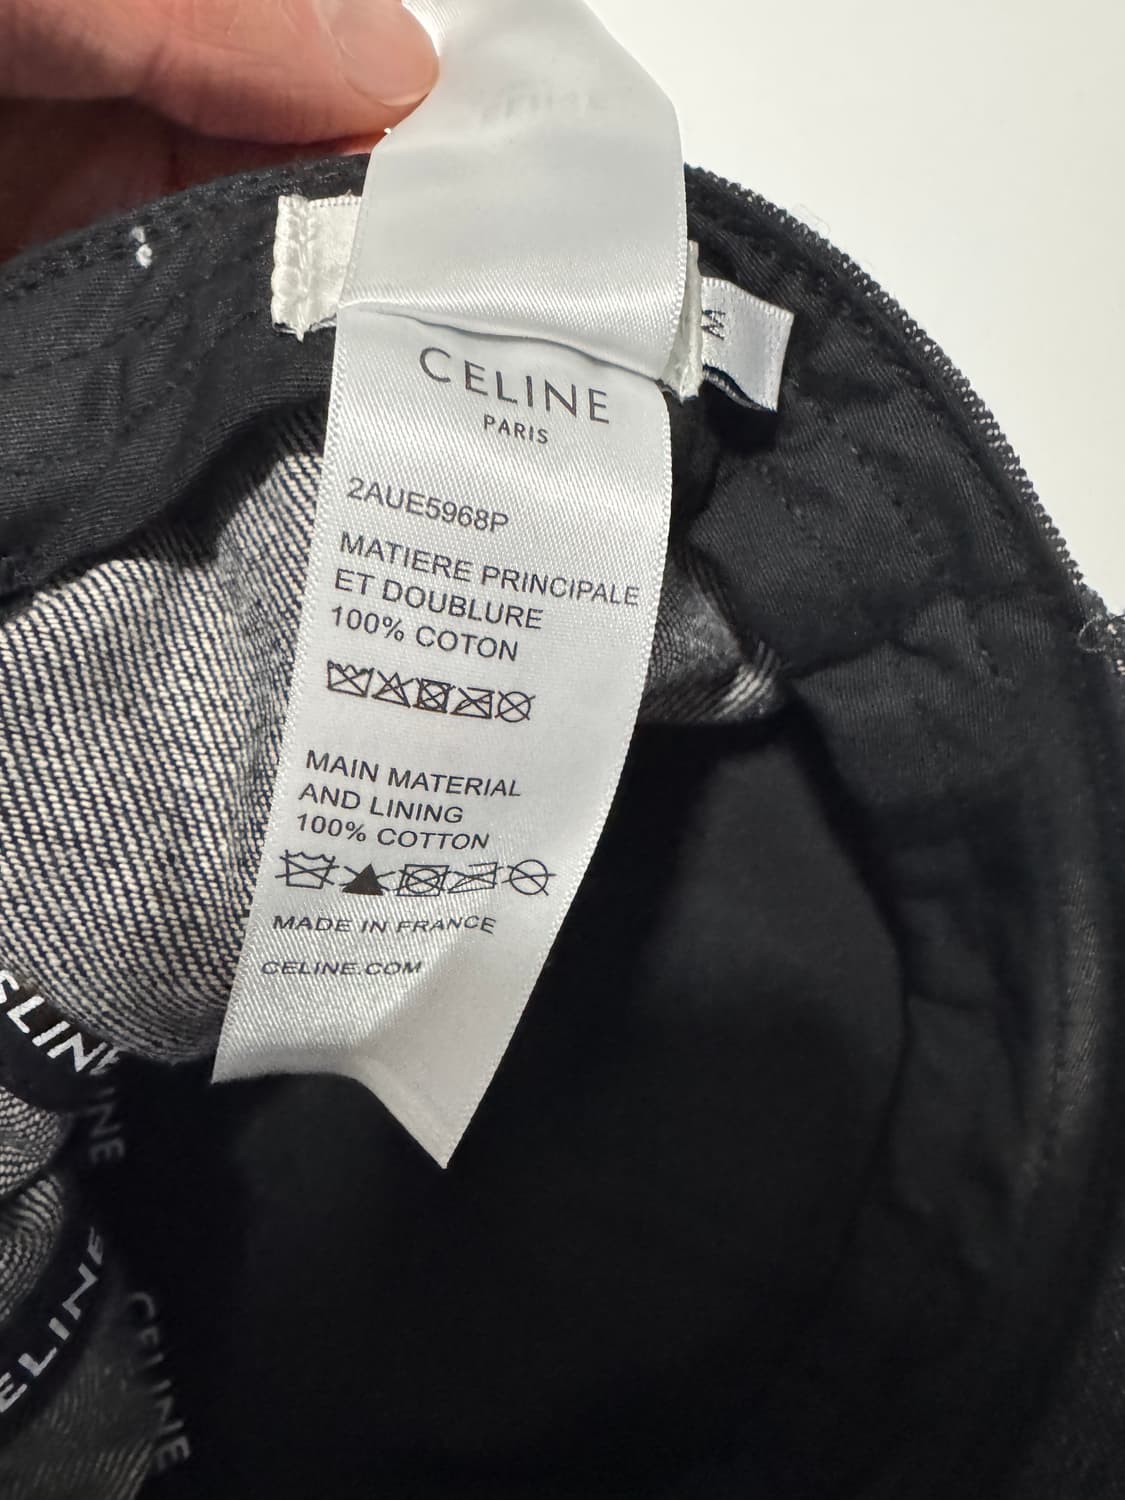 M
CELINE
PARIS
2AUE5968P
MATIERE PRINCIPALE
ET DOUBLURE
100% COTON
MAIN MATERIAL
AND LINING
100% COTTON
MADE IN FRANCE
CELINE.COM
ELINE
CELINE